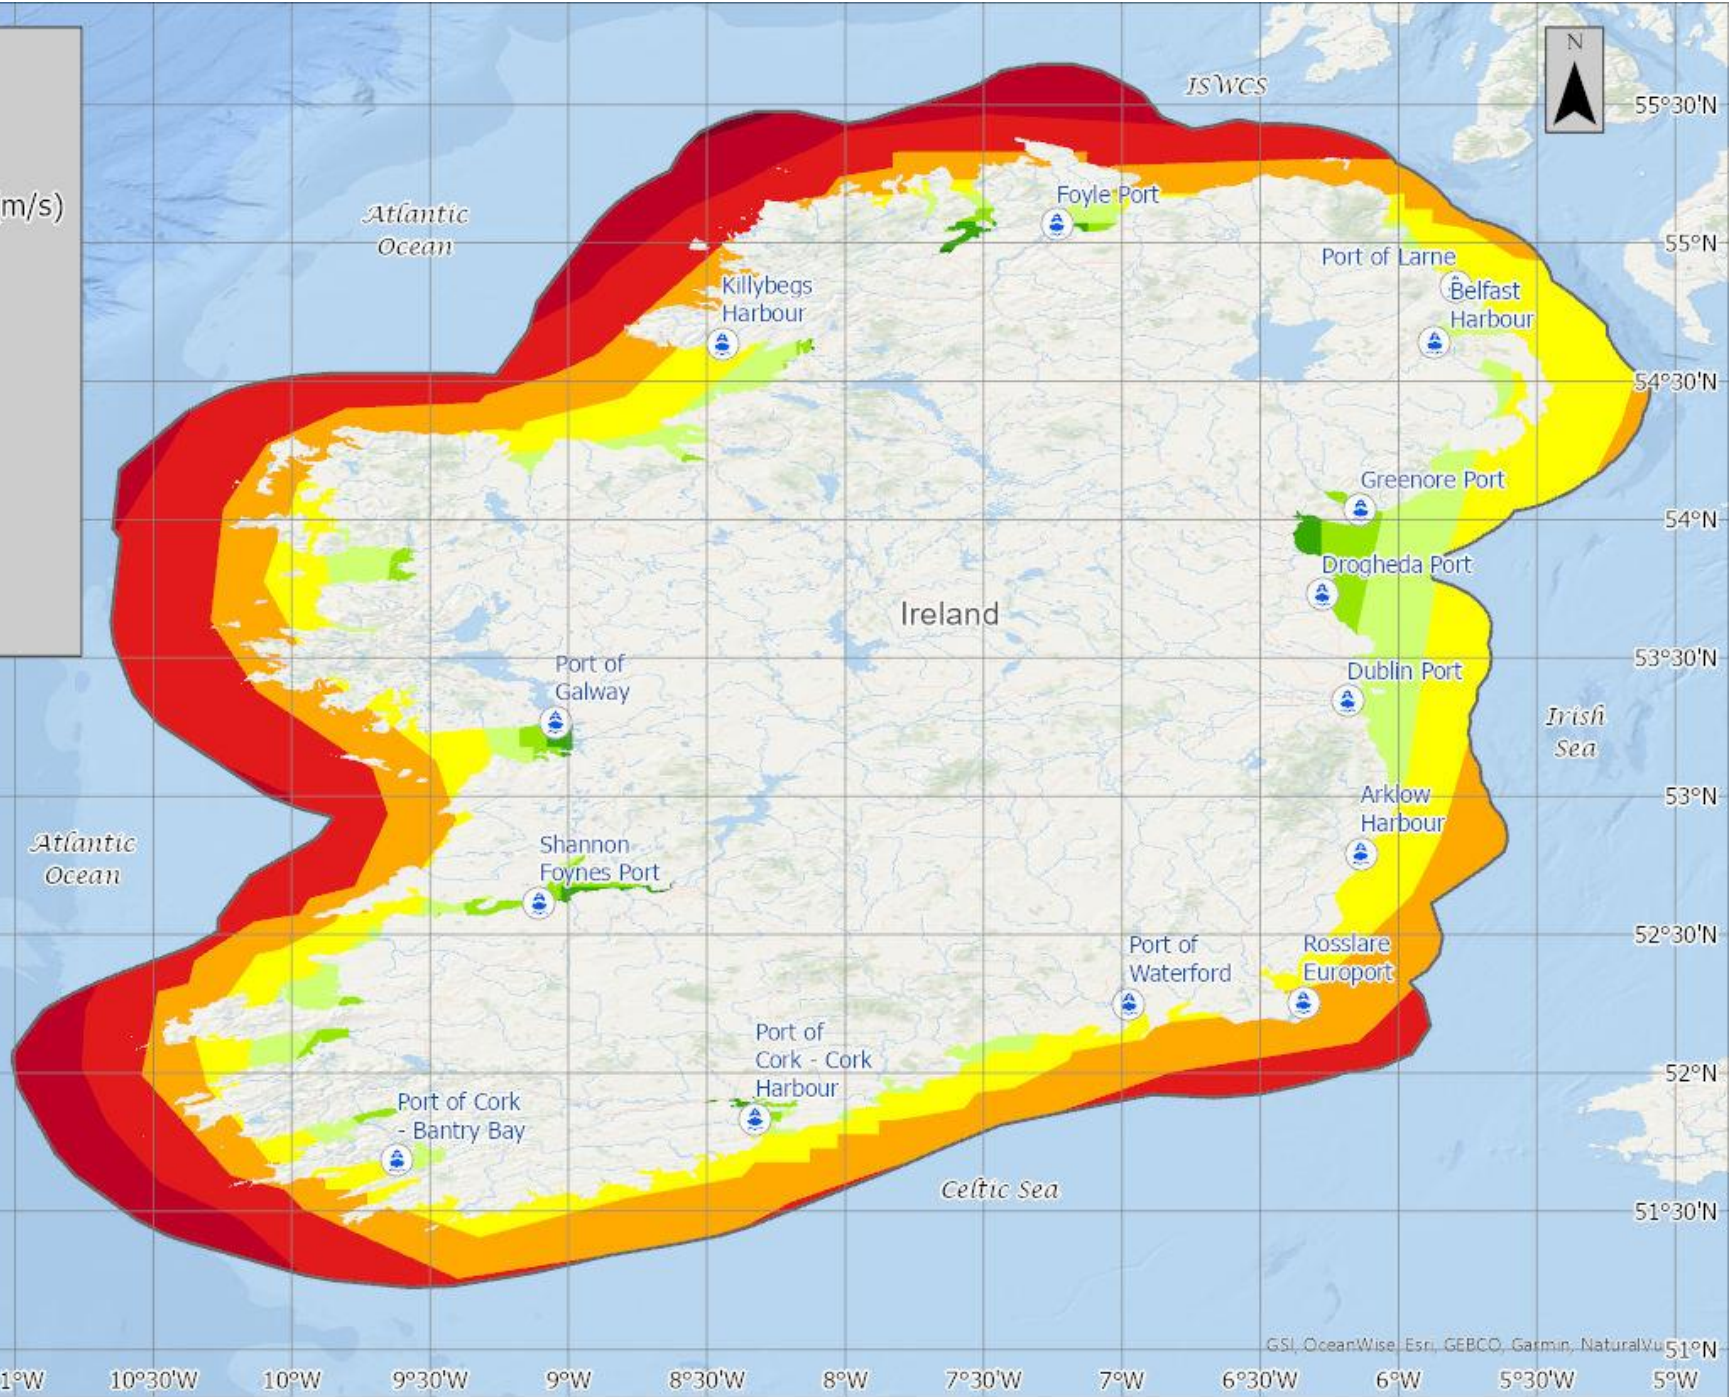 N
ISWCS
55°30'N
m/s)
Foyle Port
Atlantic
Ocean
55°N
Port of Larne
Killybegs
Harbour
Belfast
Harbour
54°30'N
Greenore Port
54°N
Drogheda Port
Ireland
53°30'N
Port of
Galway
Dublin Port
Irish
Sea
53°N
Arklow
Harbour
Atlantic
Ocean
Shannon
Foynes Port
52°30'N
Port of
Waterford
Rosslare
Europort
Port of
Cork - Cork
Harbour
52°N
Port of Cork
- Bantry Bay
Celtic Sea
51°30'N
GSI, OceanWise, Esri, GEBCO, Garmin, NaturalVu
51°N
1°W 10°30'W 10°W 9°30'W 9°W 8°30'W 8°W 7°30'W 7°W 6°30'W 6°W 5°30'W 5°W